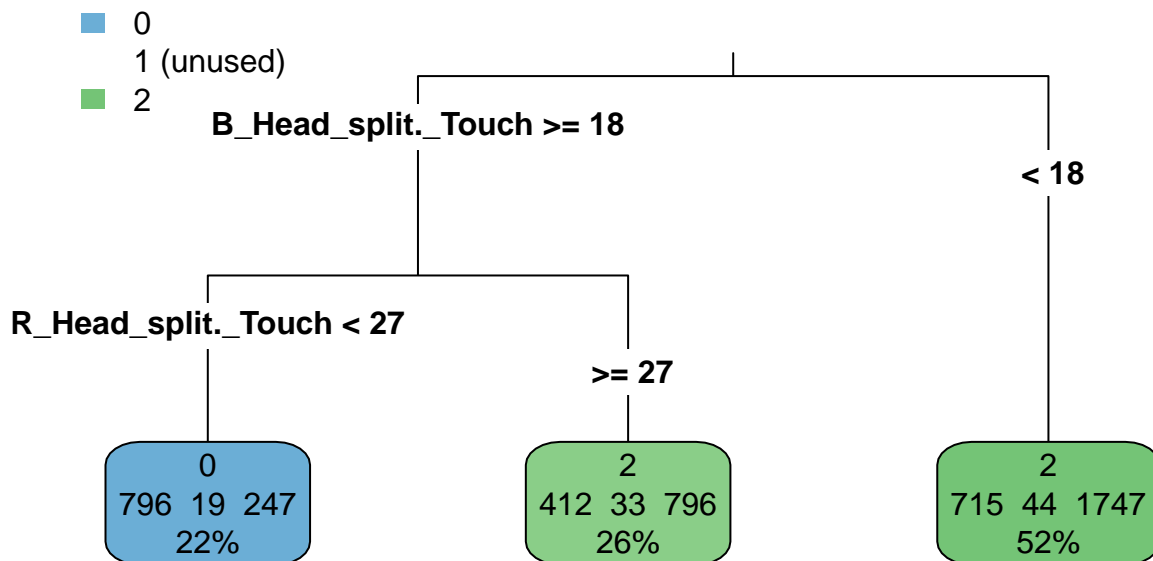 0
1 (unused)
2
B_Head_split._Touch >= 18
< 18
R_Head_split._Touch < 27
>= 27
0
796 19 247
22%
2
412 33 796
26%
2
715 44 1747
52%